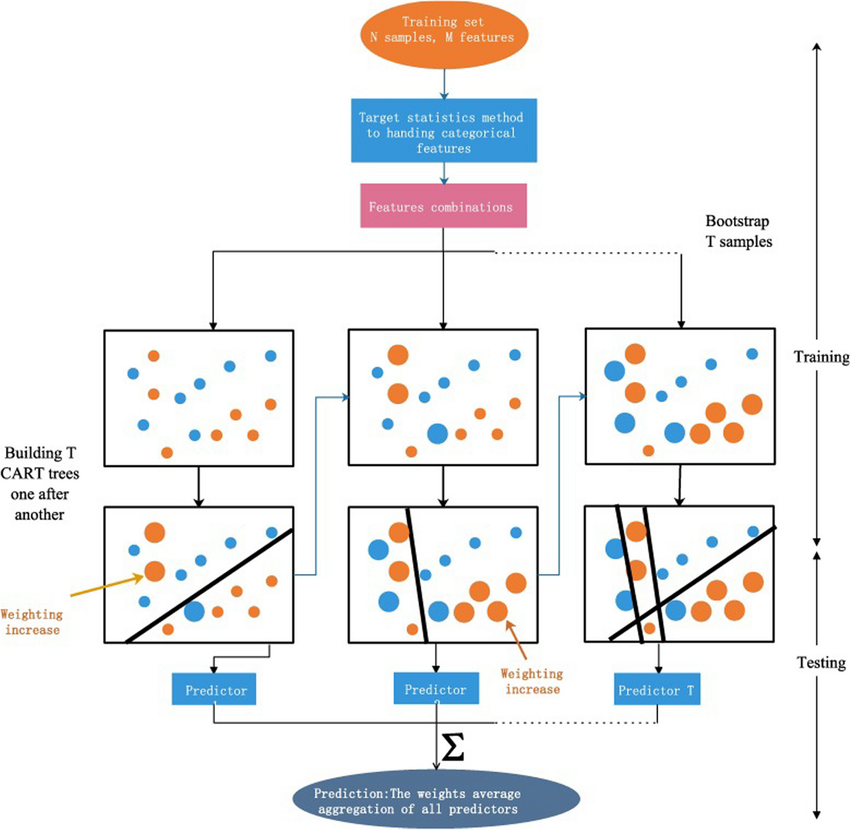 Training set
N samples, M features
Target statistics method
to handing categorical
features
Features combinations
Bootstrap
T samples
Training
Building T
CART trees
one after
another
Weighting
increase
Weighting
increase
Testing
Predictor
Predictor
Predictor T
Σ
Prediction:The weights average
aggregation of all predictors